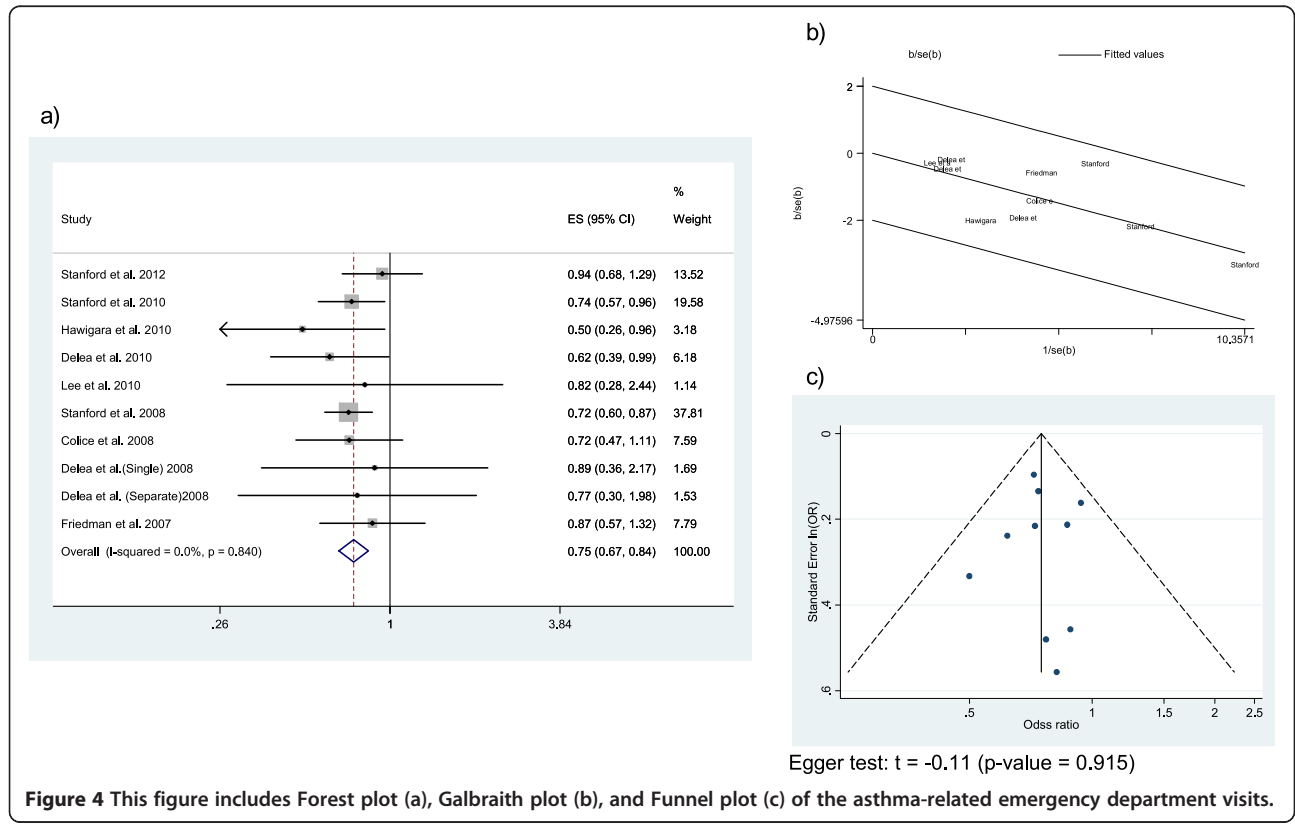 a)
%
Study ES (95% CI) Weight
Stanford et al. 2012 0.94 (0.68, 1.29) 13.52
Stanford et al. 2010 0.74 (0.57, 0.96) 19.58
Hawigara et al. 2010 0.50 (0.26, 0.96) 3.18
Delea et al. 2010 0.62 (0.39, 0.99) 6.18
Lee et al. 2010 0.82 (0.28, 2.44) 1.14
Stanford et al. 2008 0.72 (0.60, 0.87) 37.81
Colice et al. 2008 0.72 (0.47, 1.11) 7.59
Delea et al.(Single) 2008 0.89 (0.36, 2.17) 1.69
Delea et al. (Separate)2008 0.77 (0.30, 1.98) 1.53
Friedman et al. 2007 0.87 (0.57, 1.32) 7.79
Overall (I-squared = 0.0%, p = 0.840) 0.75 (0.67, 0.84) 100.00
.26 1 3.84
b)
b/se(b) Fitted values
b/se(b)
2
0
-2
-4.97596
Delea et
Lee et a
Delea et
Stanford
Friedman
Colice e
Hawigara
Delea et
Stanford
Stanford
0 10.3571
1/se(b)
c)
Standard Error ln(OR)
0
.2
.4
.6
.5 1 1.5 2 2.5
Odss ratio
Egger test: t = -0.11 (p-value = 0.915)
Figure 4 This figure includes Forest plot (a), Galbraith plot (b), and Funnel plot (c) of the asthma-related emergency department visits.